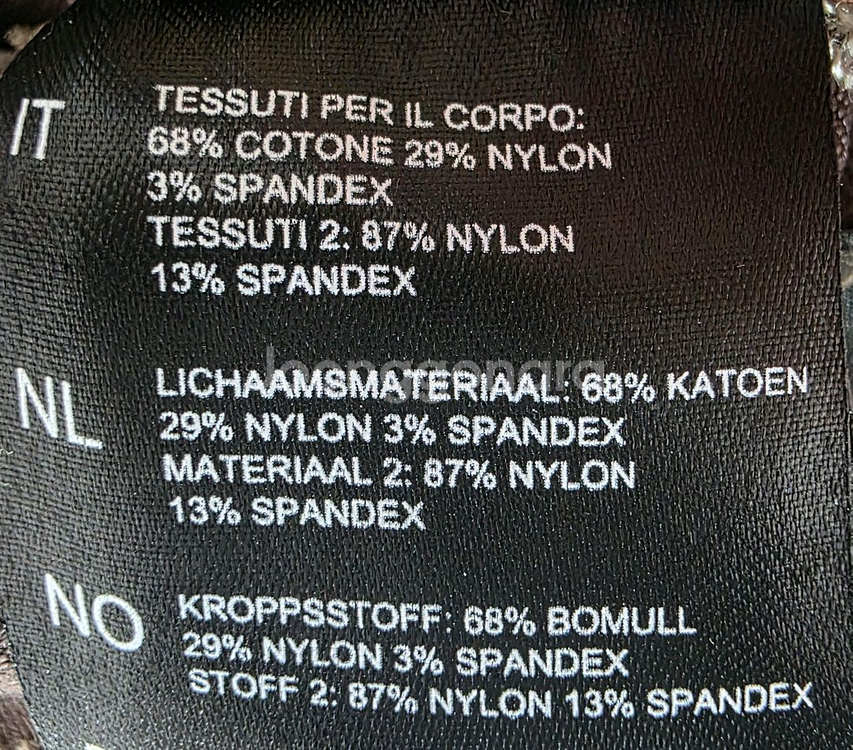 IT
TESSUTI PER IL CORPO:
68% COTONE 29% NYLON
3% SPANDEX
TESSUTI 2: 87% NYLON
13% SPANDEX
NL
LICHAAMSMATERIAAL: 68% KATOEN
29% NYLON 3% SPANDEX
MATERIAAL 2: 87% NYLON
13% SPANDEX
NO
KROPPSSTOFF: 68% BOMULL
29% NYLON 3% SPANDEX
STOFF 2: 87% NYLON 13% SPANDEX